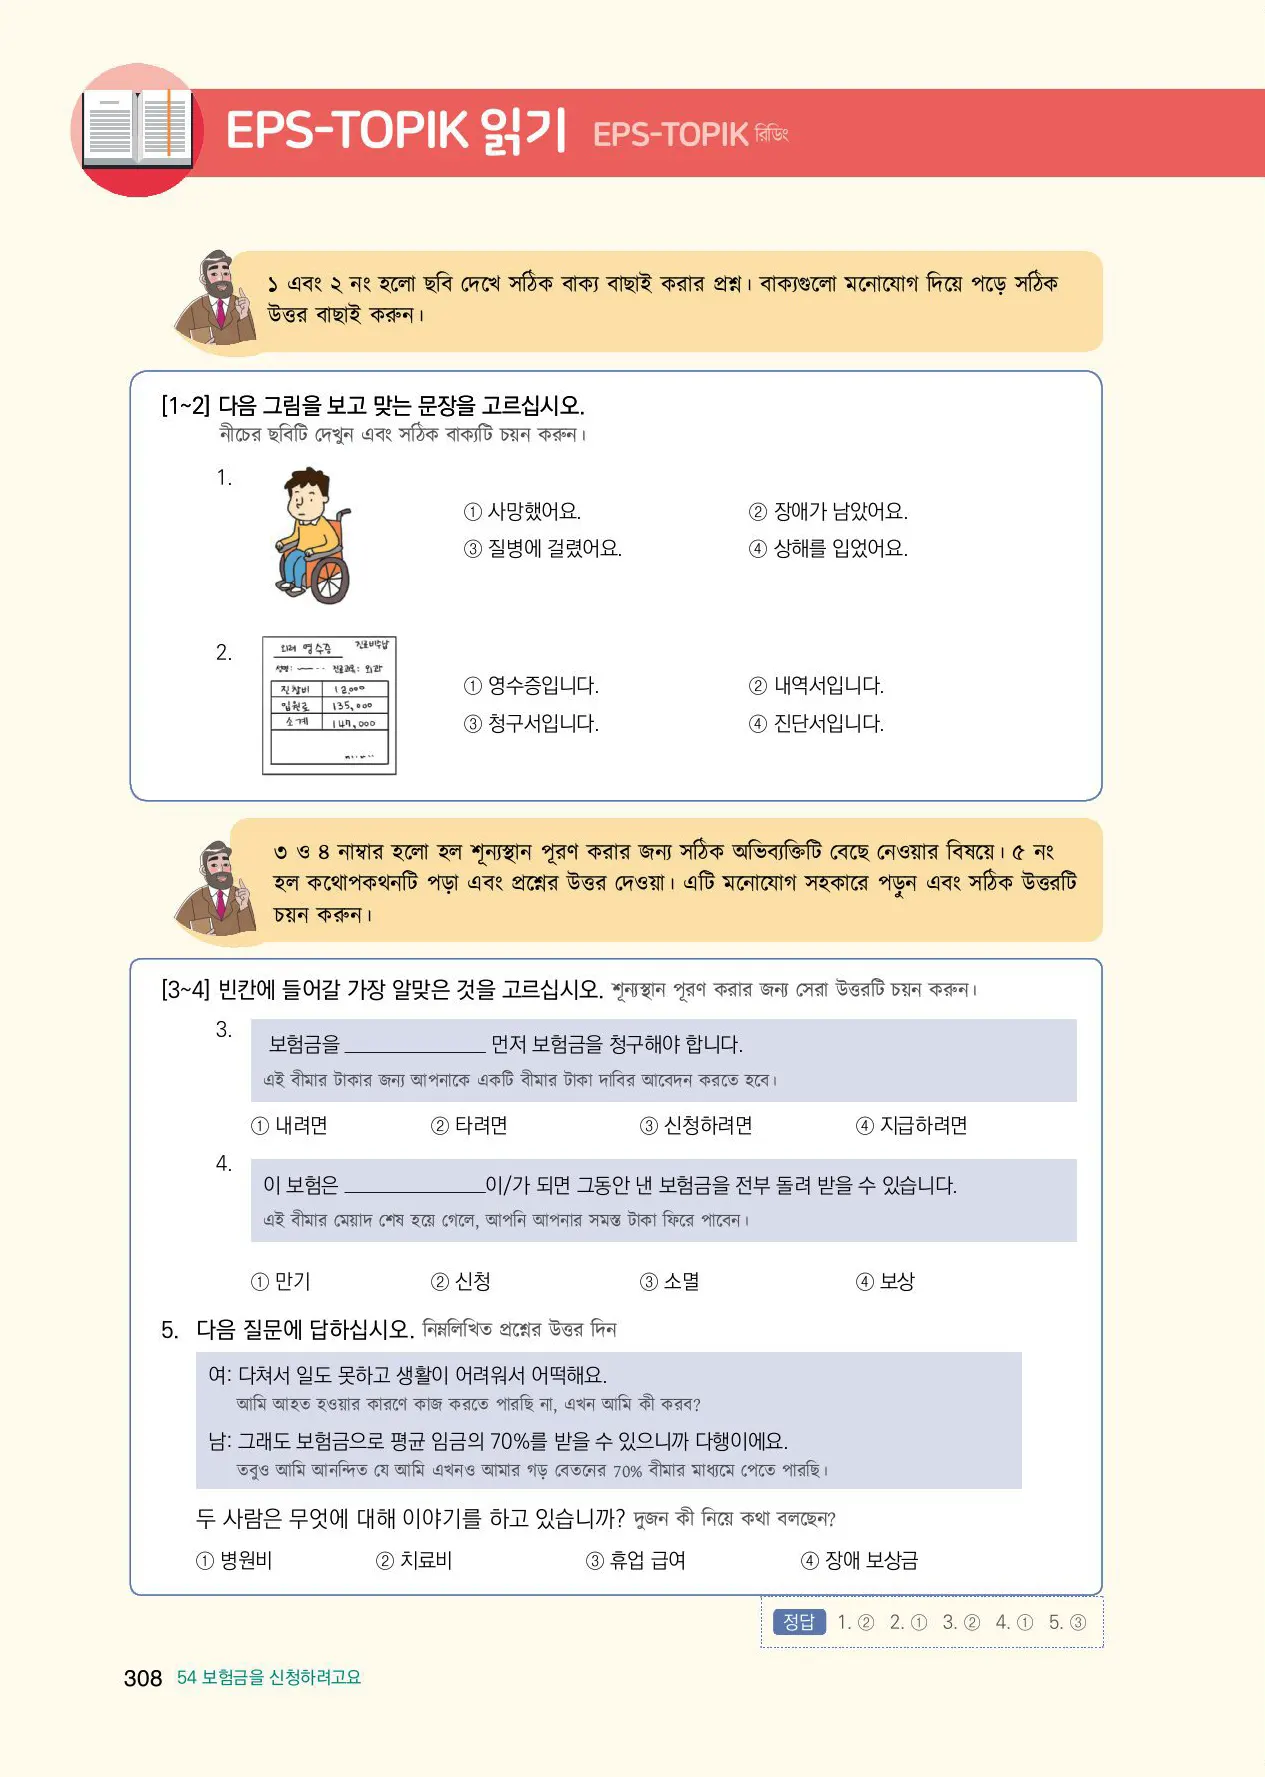 EPS-TOPIK 읽기 EPS-TOPIK রিডিং
১ এবং ২ নং হলো ছবি দেখে সঠিক বাক্য বাছাই করার প্রশ্ন। বাক্যগুলো মনোযোগ দিয়ে পড়ে সঠিক
উত্তর বাছাই করুন।
[1~2] 다음 그림을 보고 맞는 문장을 고르십시오.
নীচের ছবিটি দেখুন এবং সঠিক বাক্যটি চয়ন করুন।
1.
① 사망했어요. ② 장애가 남았어요.
③ 질병에 걸렸어요. ④ 상해를 입었어요.
2.
외래 영수증 진료비수납
성명: 진료과목: 외과
진찰비 12,000
입원료 135,000
소계 147,000
① 영수증입니다. ② 내역서입니다.
③ 청구서입니다. ④ 진단서입니다.
৩ ও ৪ নাম্বার হলো হল শূন্যস্থান পূরণ করার জন্য সঠিক অভিব্যক্তিটি বেছে নেওয়ার বিষয়ে। ৫ নং
হল কথোপকথনটি পড়া এবং প্রশ্নের উত্তর দেওয়া। এটি মনোযোগ সহকারে পড়ুন এবং সঠিক উত্তরটি
চয়ন করুন।
[3~4] 빈칸에 들어갈 가장 알맞은 것을 고르십시오. শূন্যস্থান পূরণ করার জন্য সেরা উত্তরটি চয়ন করুন।
3.
보험금을 ______________ 먼저 보험금을 청구해야 합니다.
এই বীমার টাকার জন্য আপনাকে একটি বীমার টাকা দাবির আবেদন করতে হবে।
① 내려면 ② 타려면 ③ 신청하려면 ④ 지급하려면
4.
이 보험은 ______________이/가 되면 그동안 낸 보험금을 전부 돌려 받을 수 있습니다.
এই বীমার মেয়াদ শেষ হয়ে গেলে, আপনি আপনার সমস্ত টাকা ফিরে পাবেন।
① 만기 ② 신청 ③ 소멸 ④ 보상
5. 다음 질문에 답하십시오. নিম্নলিখিত প্রশ্নের উত্তর দিন
여: 다쳐서 일도 못하고 생활이 어려워서 어떡해요.
আমি আহত হওয়ার কারণে কাজ করতে পারছি না, এখন আমি কী করব?
남: 그래도 보험금으로 평균 임금의 70%를 받을 수 있으니까 다행이에요.
তবুও আমি আনন্দিত যে আমি এখনও আমার গড় বেতনের 70% বীমার মাধ্যমে পেতে পারছি।
두 사람은 무엇에 대해 이야기를 하고 있습니까? দুজন কী নিয়ে কথা বলছেন?
① 병원비 ② 치료비 ③ 휴업 급여 ④ 장애 보상금
정답 1. ② 2. ① 3. ② 4. ① 5. ③
308 54 보험금을 신청하려고요